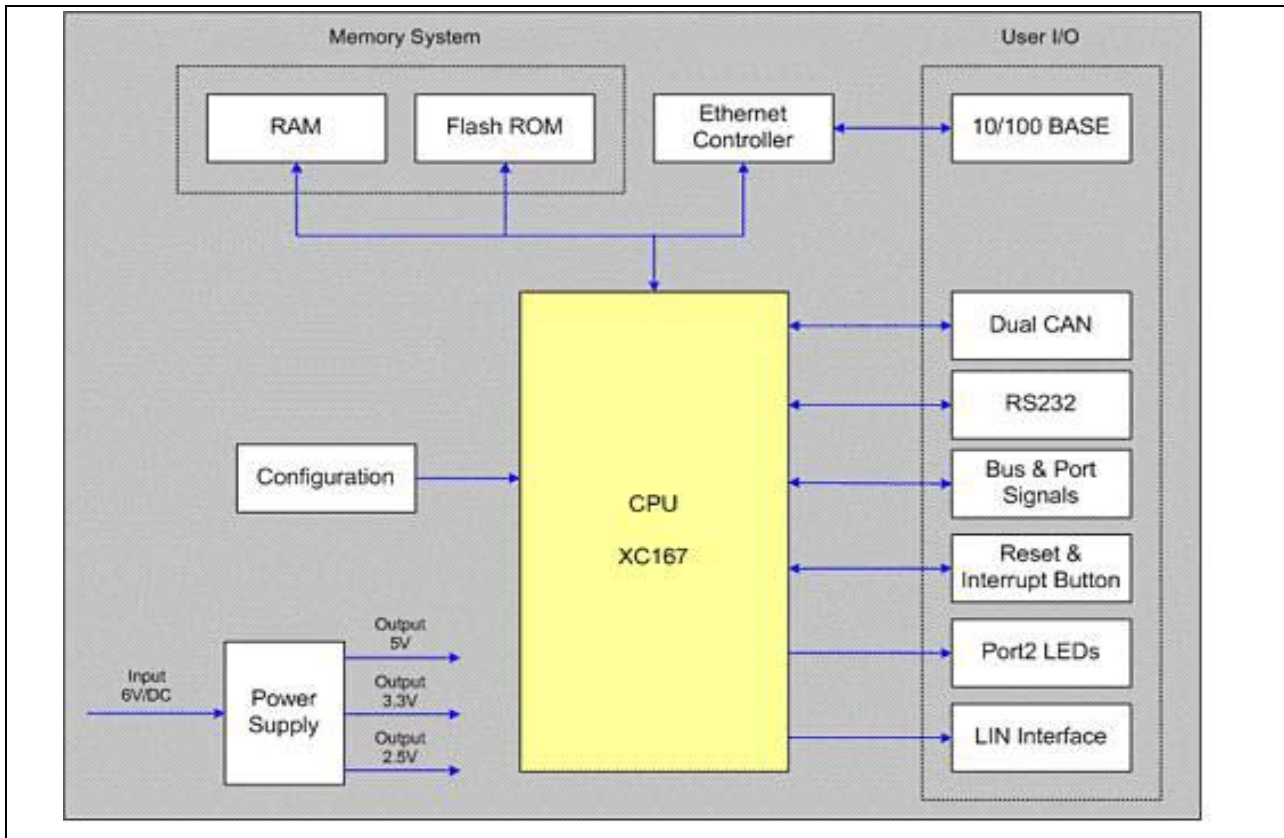 Memory System
User I/O
RAM
Flash ROM
Ethernet
Controller
10/100 BASE
Dual CAN
RS232
Configuration
Bus & Port
Signals
CPU
XC167
Reset &
Interrupt Button
Output
5V
Port2 LEDs
Input
6V/DC
Power
Supply
Output
3.3V
Output
2.5V
LIN Interface